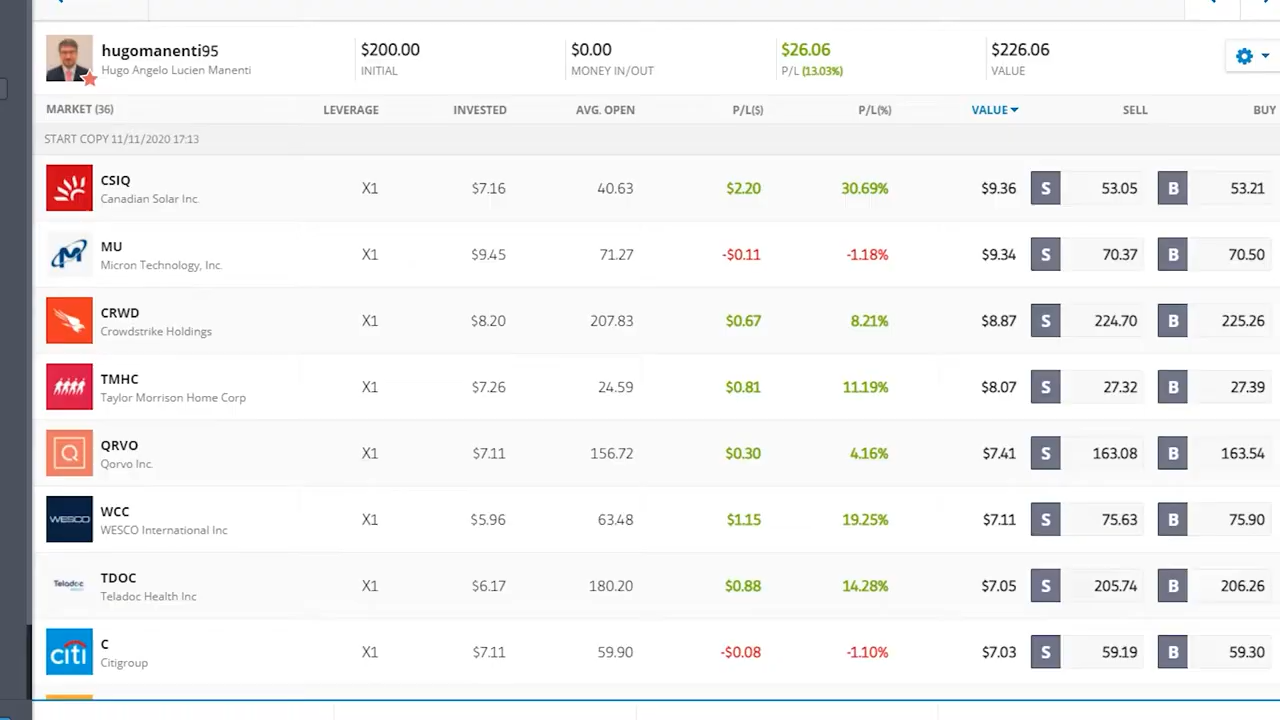 hugomanenti95 $200.00 $0.00 $26.06 $226.06
Hugo Angelo Lucien Manenti INITIAL MONEY IN/OUT P/L (13.03%) VALUE
MARKET (36) LEVERAGE INVESTED AVG. OPEN P/L($) P/L(%) VALUE SELL BUY
START COPY 11/11/2020 17:13
CSIQ
Canadian Solar Inc. X1 $7.16 40.63 $2.20 30.69% $9.36 S 53.05 B 53.21
MU
Micron Technology, Inc. X1 $9.45 71.27 -$0.11 -1.18% $9.34 S 70.37 B 70.50
CRWD
Crowdstrike Holdings X1 $8.20 207.83 $0.67 8.21% $8.87 S 224.70 B 225.26
TMHC
Taylor Morrison Home Corp X1 $7.26 24.59 $0.81 11.19% $8.07 S 27.32 B 27.39
Q
QRVO
Qorvo Inc. X1 $7.11 156.72 $0.30 4.16% $7.41 S 163.08 B 163.54
WESCO
WCC
WESCO International Inc X1 $5.96 63.48 $1.15 19.25% $7.11 S 75.63 B 75.90
Teladoc
TDOC
Teladoc Health Inc X1 $6.17 180.20 $0.88 14.28% $7.05 S 205.74 B 206.26
citi
C
Citigroup X1 $7.11 59.90 -$0.08 -1.10% $7.03 S 59.19 B 59.30